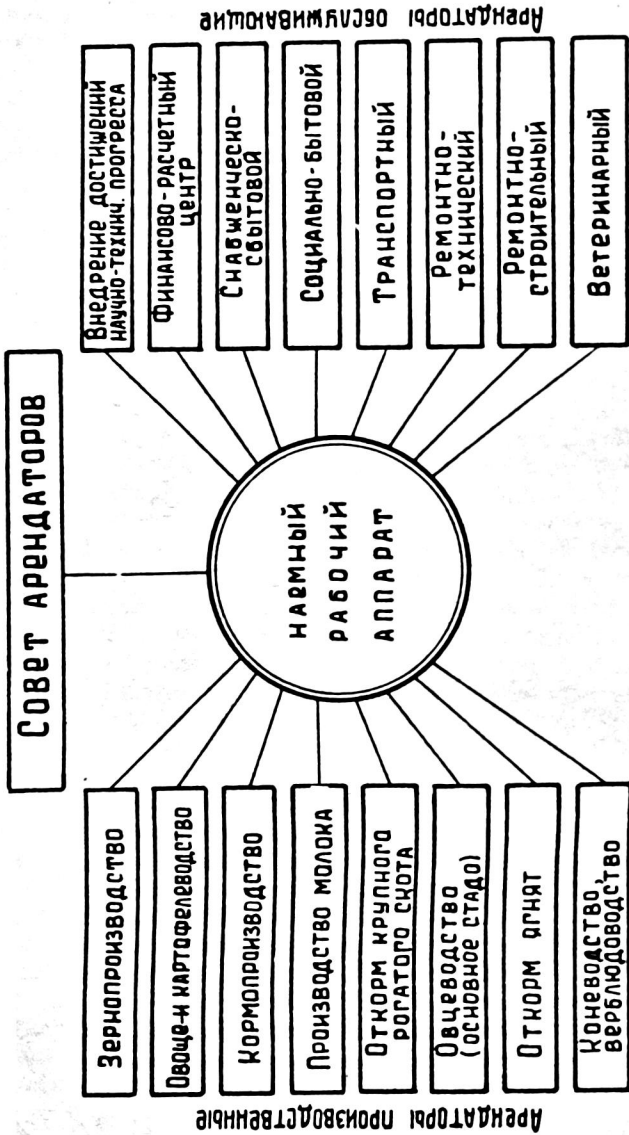 Совет арендаторов
Арендаторы производственные
Зернопроизводство
Овоще-и картофелеводство
Кормопроизводство
Производство молока
Откорм крупного
рогатого скота
Овцеводство
(основное стадо)
Откорм ягнят
Коневодство,
верблюдоводство
Наемный
рабочий
аппарат
Внедрение достижений
научно-технич. прогресса
Финансово-расчетный
центр
Снабженческо-
сбытовой
Социально-бытовой
Транспортный
Ремонтно-
технический
Ремонтно-
строительный
Ветеринарный
Арендаторы обслуживающие